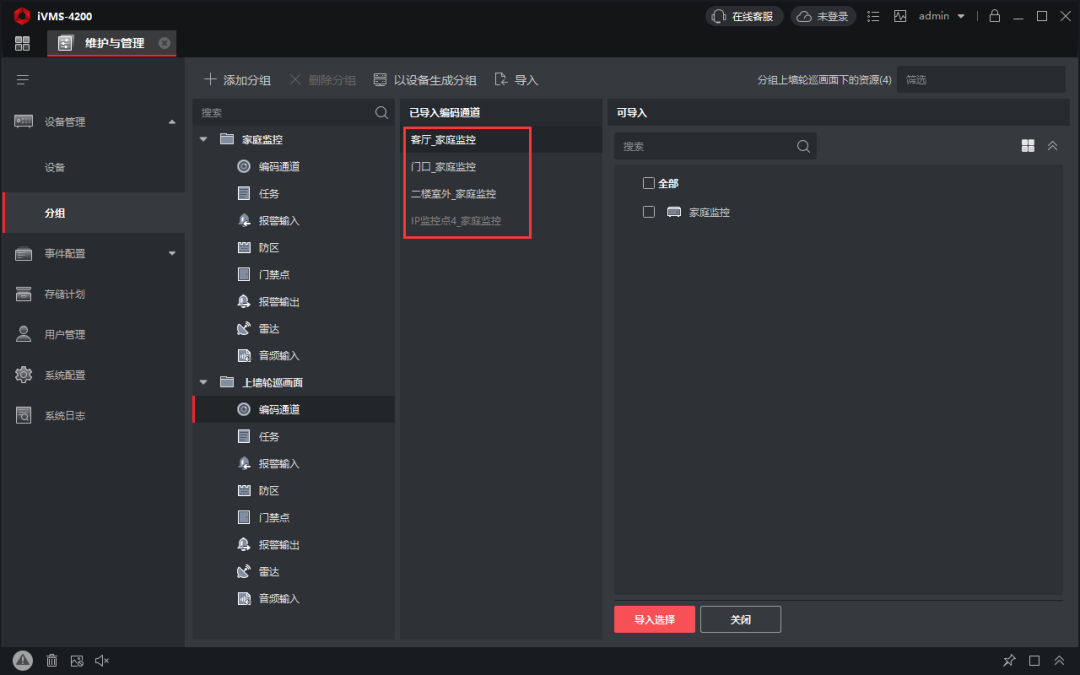 iVMS-4200
在线客服
未登录
admin
维护与管理
添加分组
删除分组
以设备生成分组
导入
分组上墙轮巡画面下的资源(4)
筛选
设备管理
设备
分组
事件配置
存储计划
用户管理
系统配置
系统日志
搜索
家庭监控
编码通道
任务
报警输入
防区
门禁点
报警输出
雷达
音频输入
上墙轮巡画面
编码通道
任务
报警输入
防区
门禁点
报警输出
雷达
音频输入
已导入编码通道
客厅_家庭监控
门口_家庭监控
二楼室外_家庭监控
IP监控点4_家庭监控
可导入
搜索
全部
家庭监控
导入选择
关闭